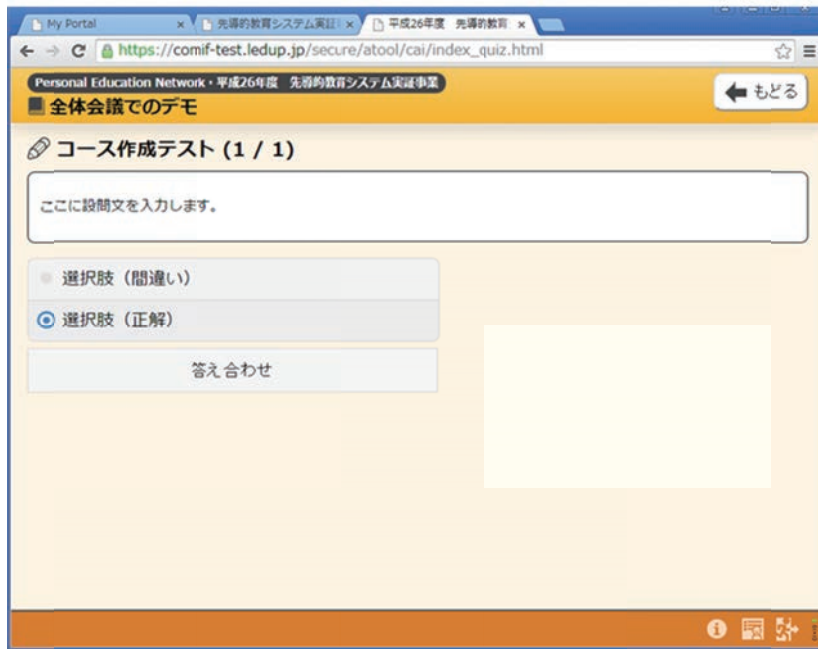 My Portal
先導的教育システム実証
平成26年度 先導的教育
https://comif-test.ledup.jp/secure/atool/cai/index_quiz.html
Personal Education Network・平成26年度 先導的教育システム実証事業
全体会議でのデモ
もどる
コース作成テスト (1 / 1)
ここに設問文を入力します。
選択肢（間違い）
選択肢（正解）
答え合わせ